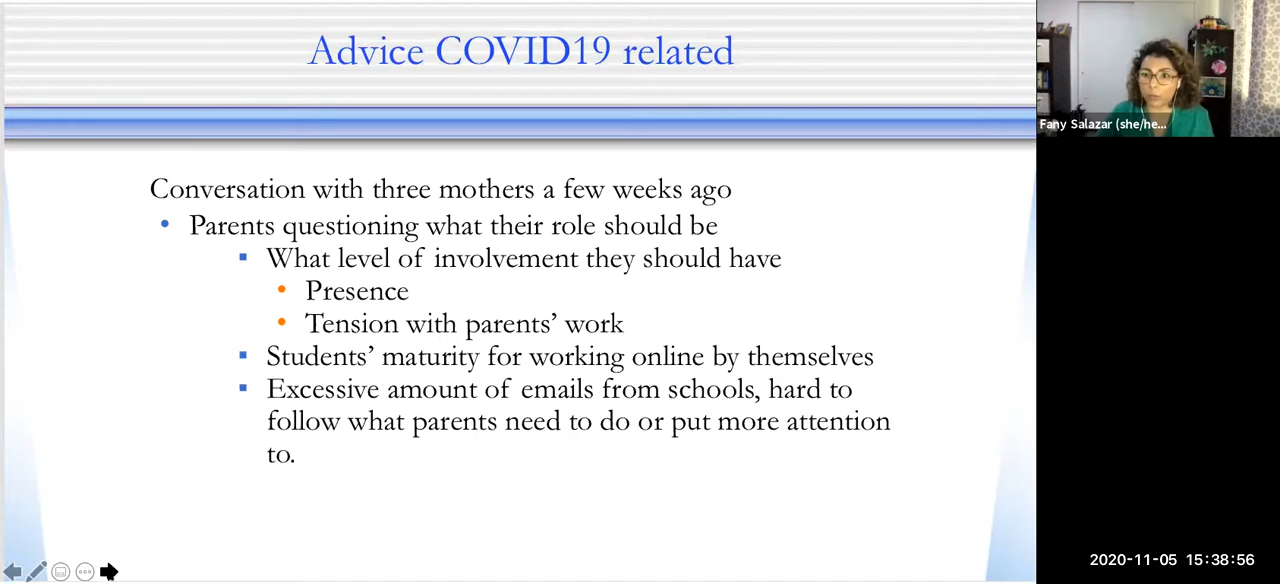 Advice COVID19 related
Conversation with three mothers a few weeks ago
• Parents questioning what their role should be
▪ What level of involvement they should have
• Presence
• Tension with parents’ work
▪ Students’ maturity for working online by themselves
▪ Excessive amount of emails from schools, hard to
follow what parents need to do or put more attention
to.
Fany Salazar (she/he...
2020-11-05 15:38:56